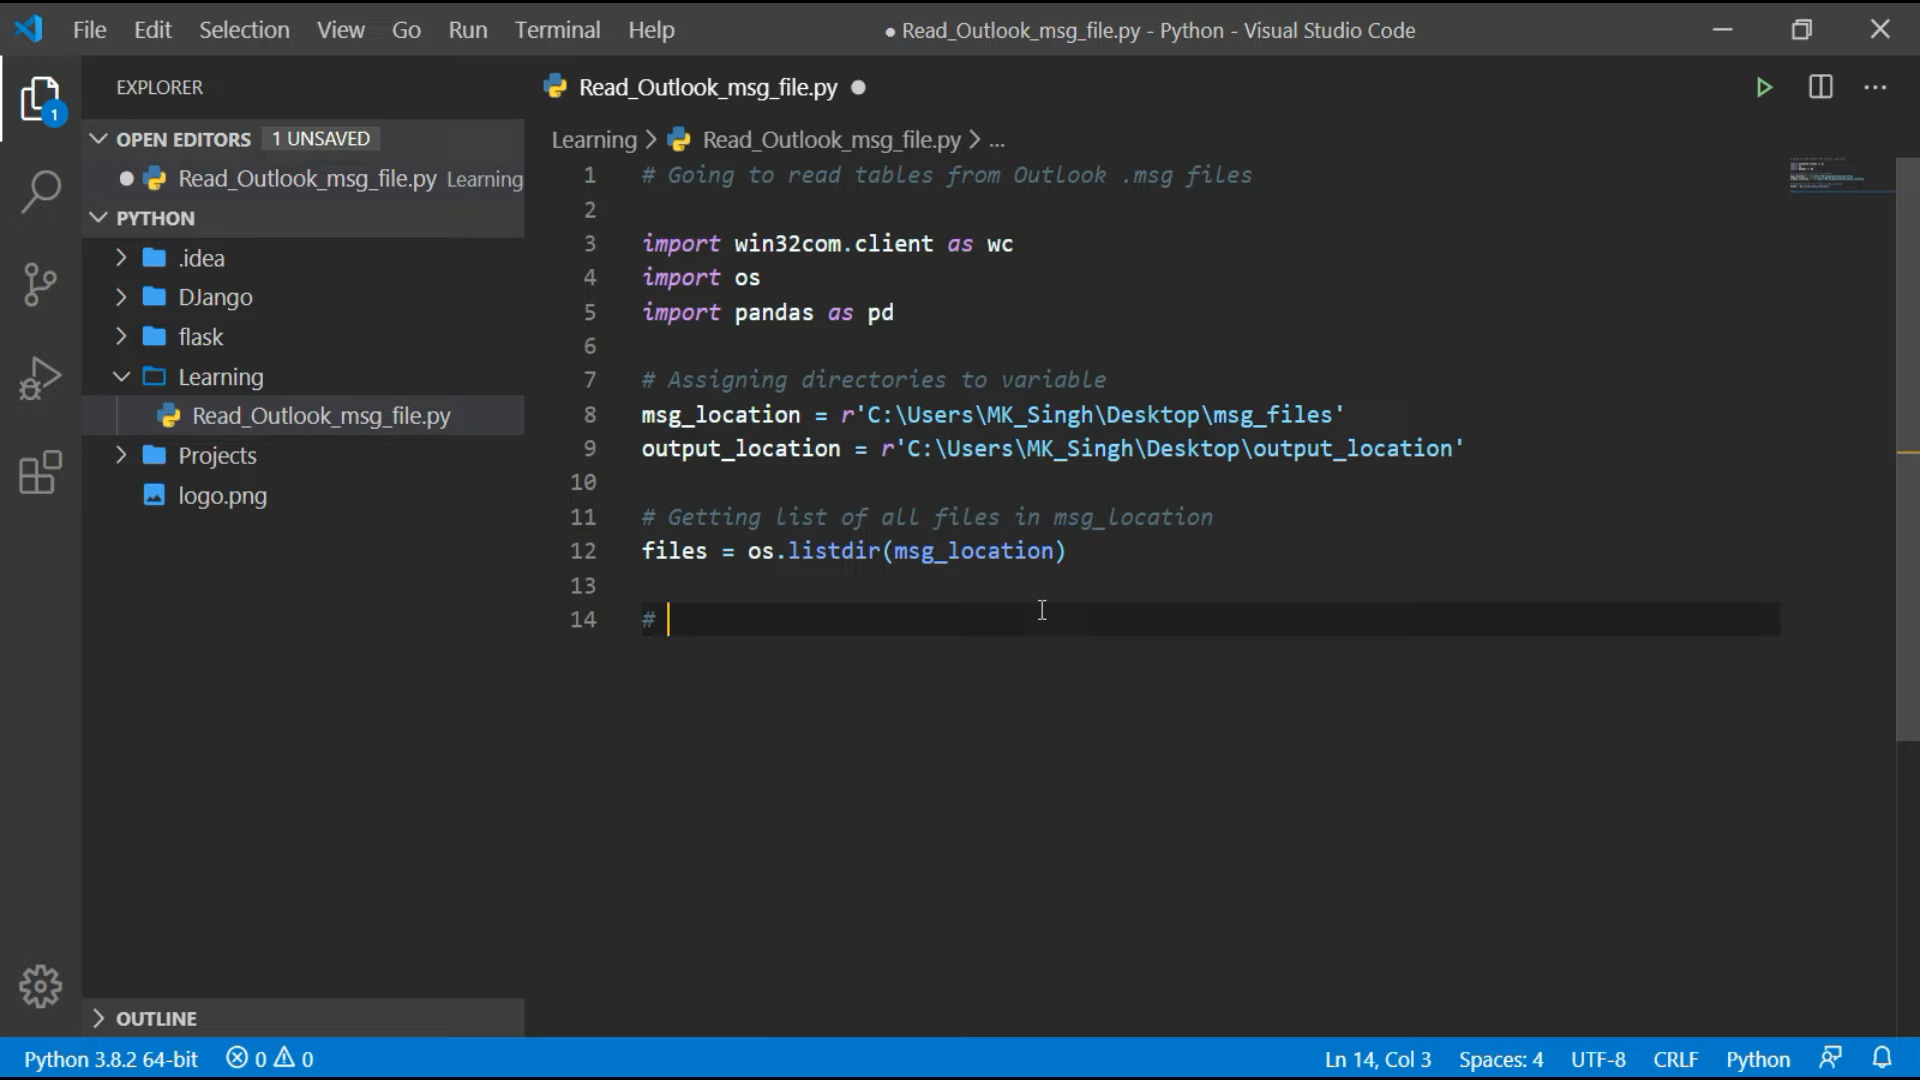 File Edit Selection View Go Run Terminal Help
● Read_Outlook_msg_file.py - Python - Visual Studio Code
1
EXPLORER
OPEN EDITORS 1 UNSAVED
Read_Outlook_msg_file.py Learning
PYTHON
.idea
DJango
flask
Learning
Read_Outlook_msg_file.py
Projects
logo.png
OUTLINE
Read_Outlook_msg_file.py
Learning > Read_Outlook_msg_file.py > ...
1 # Going to read tables from Outlook .msg files
2
3 import win32com.client as wc
4 import os
5 import pandas as pd
6
7 # Assigning directories to variable
8 msg_location = r'C:\Users\MK_Singh\Desktop\msg_files'
9 output_location = r'C:\Users\MK_Singh\Desktop\output_location'
10
11 # Getting list of all files in msg_location
12 files = os.listdir(msg_location)
13
14 #
Python 3.8.2 64-bit 0 0 Ln 14, Col 3 Spaces: 4 UTF-8 CRLF Python